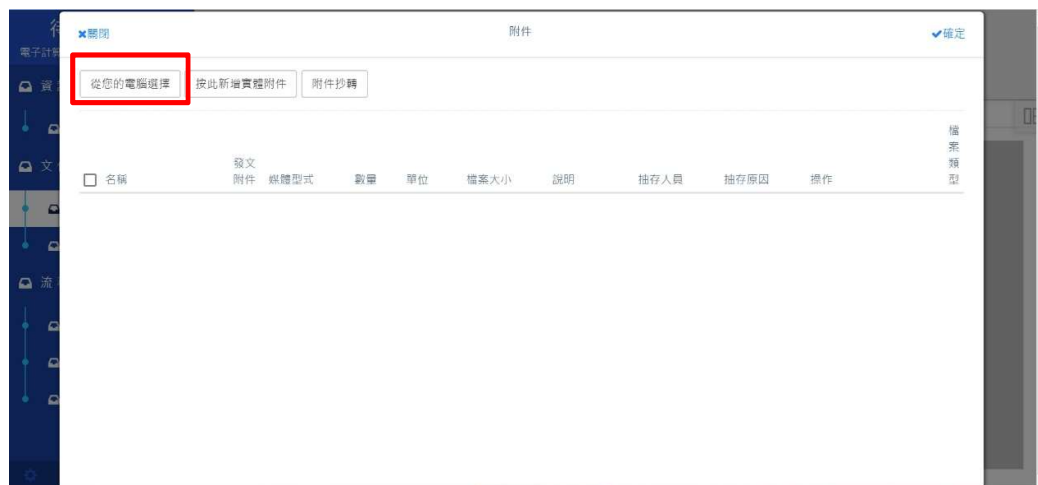 待
電子計
✖關閉
附件
✔確定
從您的電腦選擇 按此新增實體附件 附件抄轉
資
文
流
名稱 發文附件 媒體型式 數量 單位 檔案大小 說明 抽存人員 抽存原因 操作 檔案類型